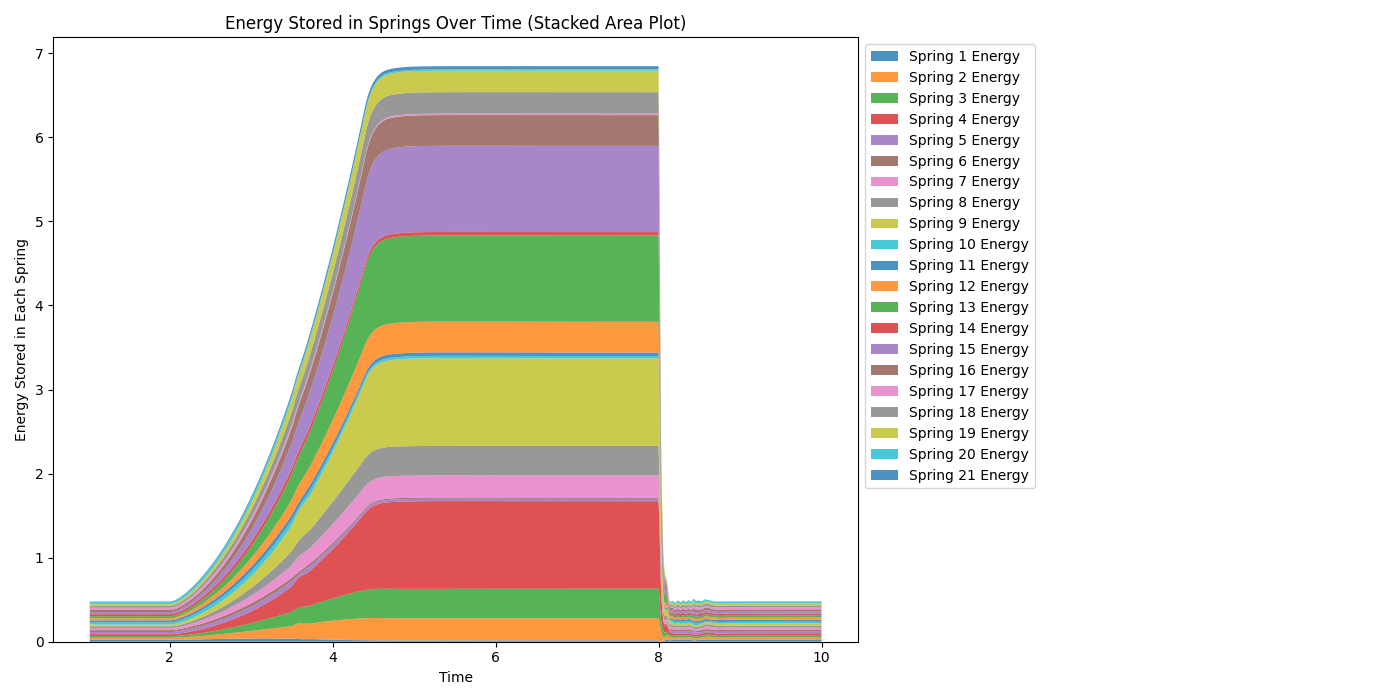 Energy Stored in Springs Over Time (Stacked Area Plot)
Energy Stored in Each Spring
7
6
5
4
3
2
1
0
2
4
6
8
10
Time
Spring 1 Energy
Spring 2 Energy
Spring 3 Energy
Spring 4 Energy
Spring 5 Energy
Spring 6 Energy
Spring 7 Energy
Spring 8 Energy
Spring 9 Energy
Spring 10 Energy
Spring 11 Energy
Spring 12 Energy
Spring 13 Energy
Spring 14 Energy
Spring 15 Energy
Spring 16 Energy
Spring 17 Energy
Spring 18 Energy
Spring 19 Energy
Spring 20 Energy
Spring 21 Energy